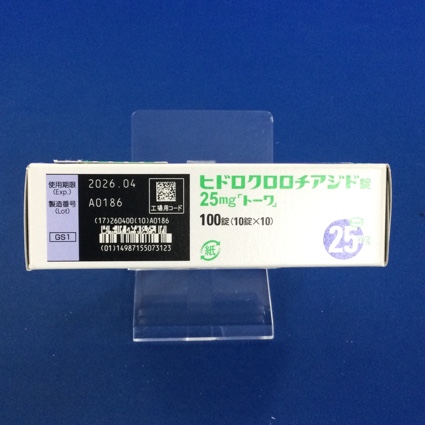 使用期限
(Exp.)
2026.04
製造番号
(Lot)
A0186
工場用コード
(17)260400(10)A0186
GS1
(01)14987155073123
ヒドロクロロチアジド錠
25mg「トーワ」
100錠(10錠×10)
紙
25mg